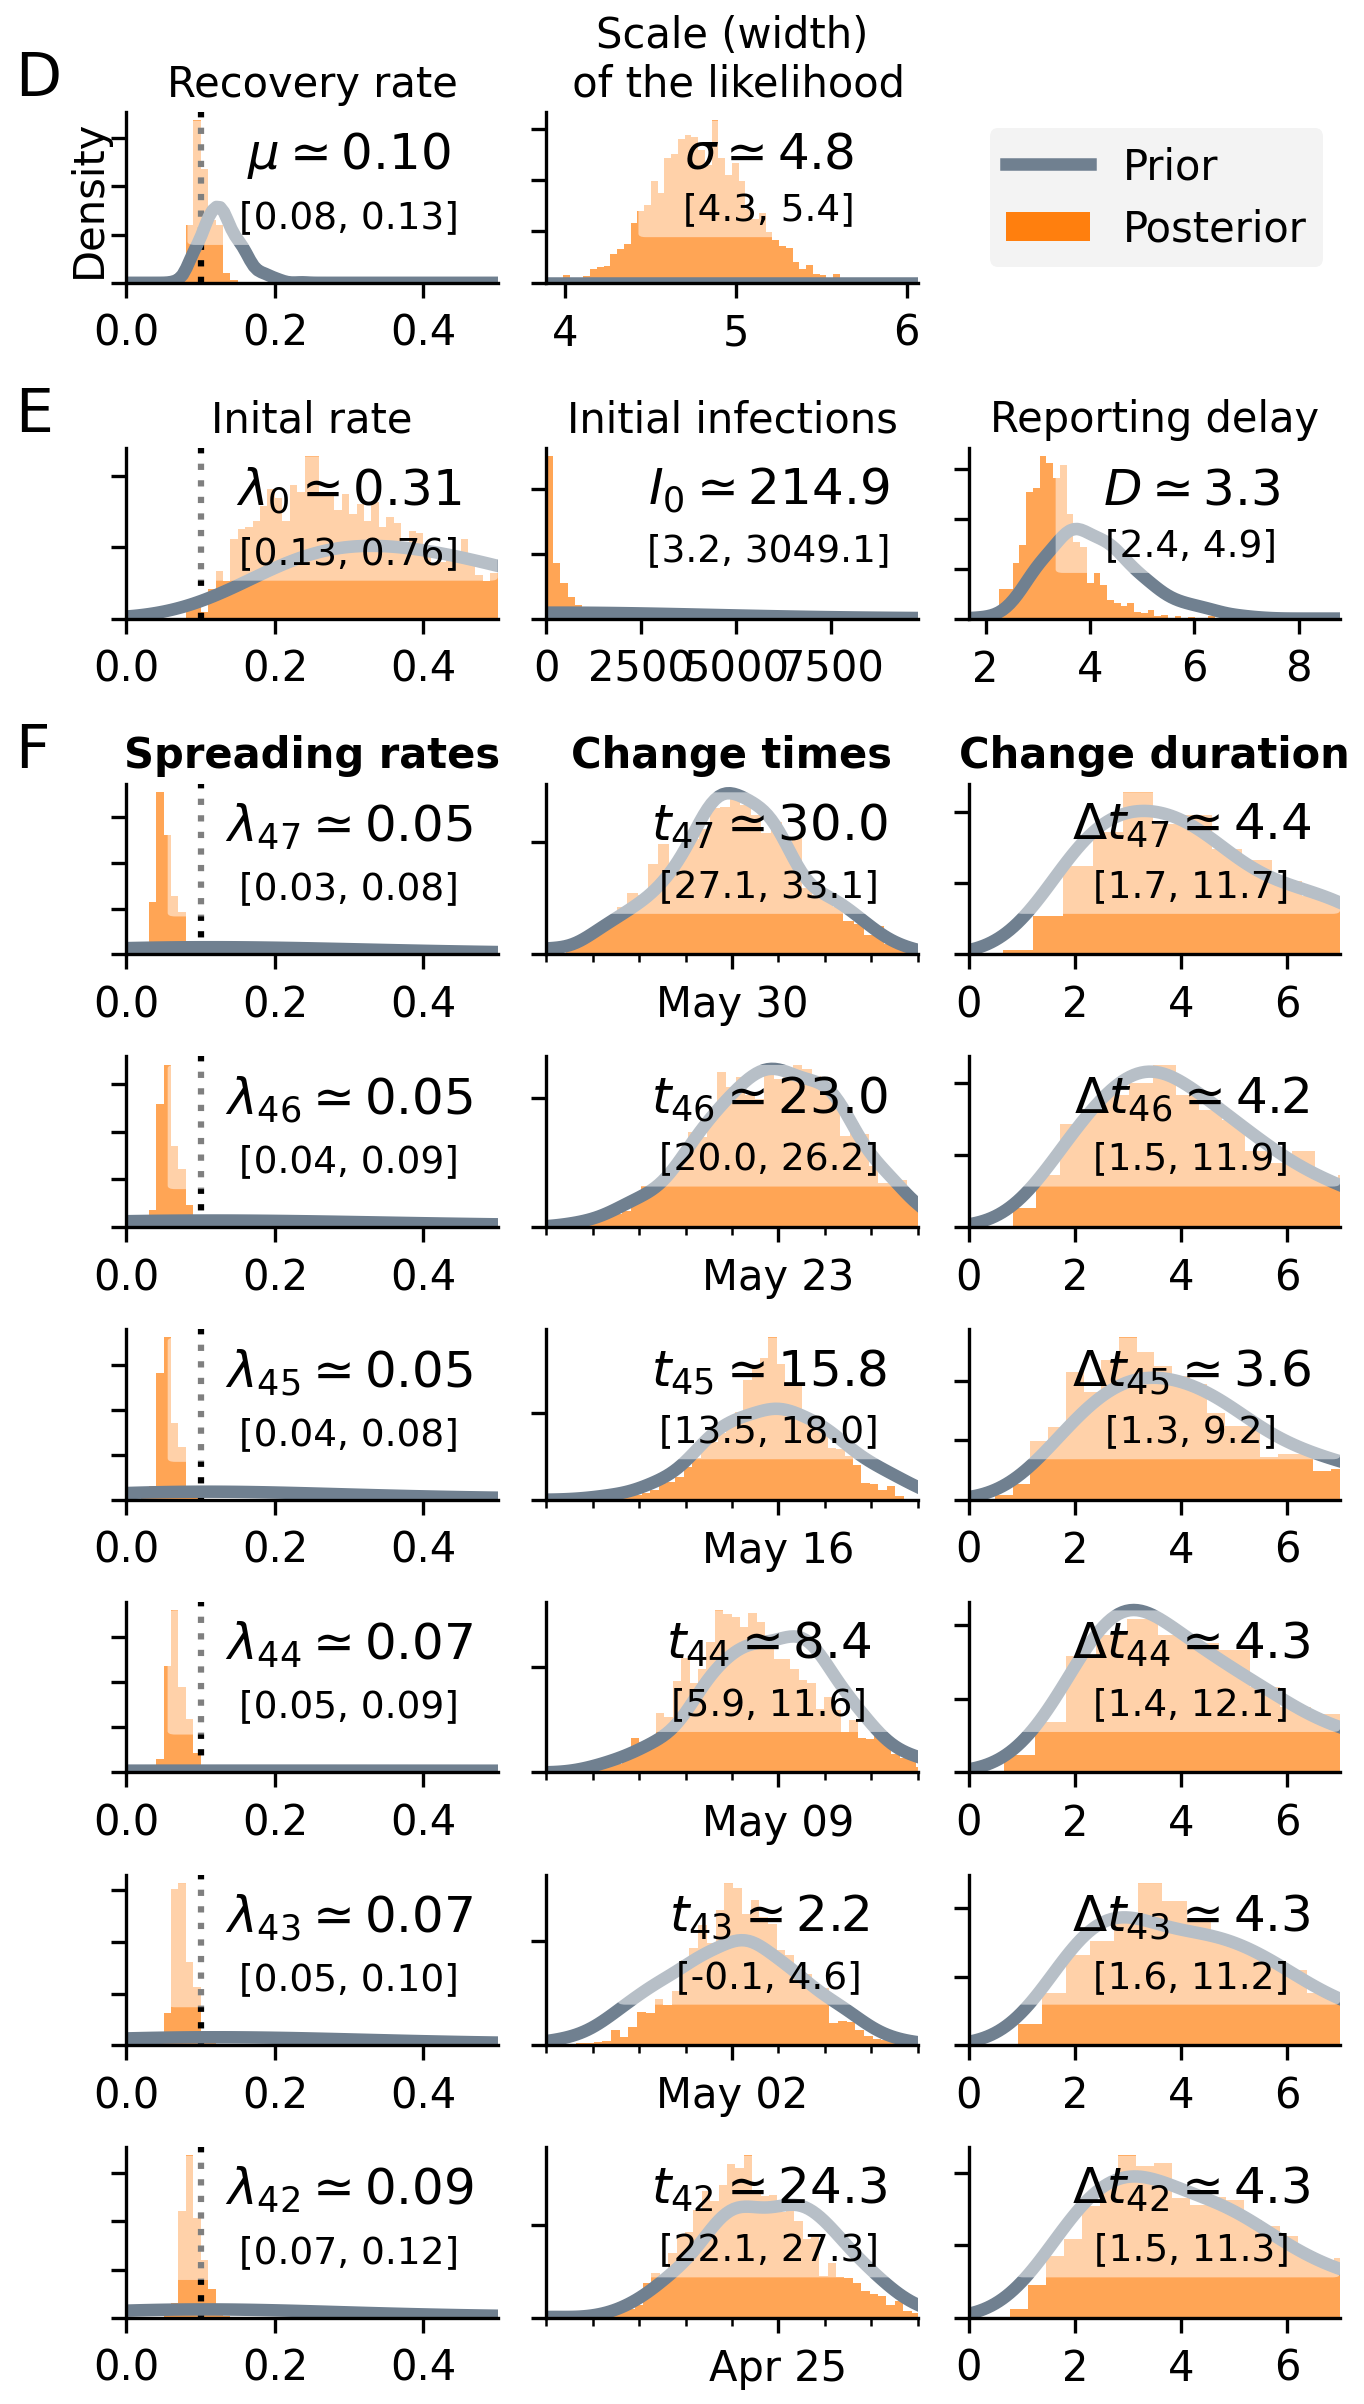 D
Recovery rate
Scale (width)
of the likelihood
Density
μ ≃ 0.10
[0.08, 0.13]
σ ≃ 4.8
[4.3, 5.4]
Prior
Posterior
0.0 0.2 0.4
4 5 6
E
Inital rate
Initial infections
Reporting delay
λ₀ ≃ 0.31
[0.13, 0.76]
I₀ ≃ 214.9
[3.2, 3049.1]
D ≃ 3.3
[2.4, 4.9]
0.0 0.2 0.4
0 2500 5000 7500
2 4 6 8
F
Spreading rates
Change times
Change duration
λ₄₇ ≃ 0.05
[0.03, 0.08]
t₄₇ ≃ 30.0
[27.1, 33.1]
Δt₄₇ ≃ 4.4
[1.7, 11.7]
0.0 0.2 0.4
May 30
0 2 4 6
λ₄₆ ≃ 0.05
[0.04, 0.09]
t₄₆ ≃ 23.0
[20.0, 26.2]
Δt₄₆ ≃ 4.2
[1.5, 11.9]
0.0 0.2 0.4
May 23
0 2 4 6
λ₄₅ ≃ 0.05
[0.04, 0.08]
t₄₅ ≃ 15.8
[13.5, 18.0]
Δt₄₅ ≃ 3.6
[1.3, 9.2]
0.0 0.2 0.4
May 16
0 2 4 6
λ₄₄ ≃ 0.07
[0.05, 0.09]
t₄₄ ≃ 8.4
[5.9, 11.6]
Δt₄₄ ≃ 4.3
[1.4, 12.1]
0.0 0.2 0.4
May 09
0 2 4 6
λ₄₃ ≃ 0.07
[0.05, 0.10]
t₄₃ ≃ 2.2
[-0.1, 4.6]
Δt₄₃ ≃ 4.3
[1.6, 11.2]
0.0 0.2 0.4
May 02
0 2 4 6
λ₄₂ ≃ 0.09
[0.07, 0.12]
t₄₂ ≃ 24.3
[22.1, 27.3]
Δt₄₂ ≃ 4.3
[1.5, 11.3]
0.0 0.2 0.4
Apr 25
0 2 4 6